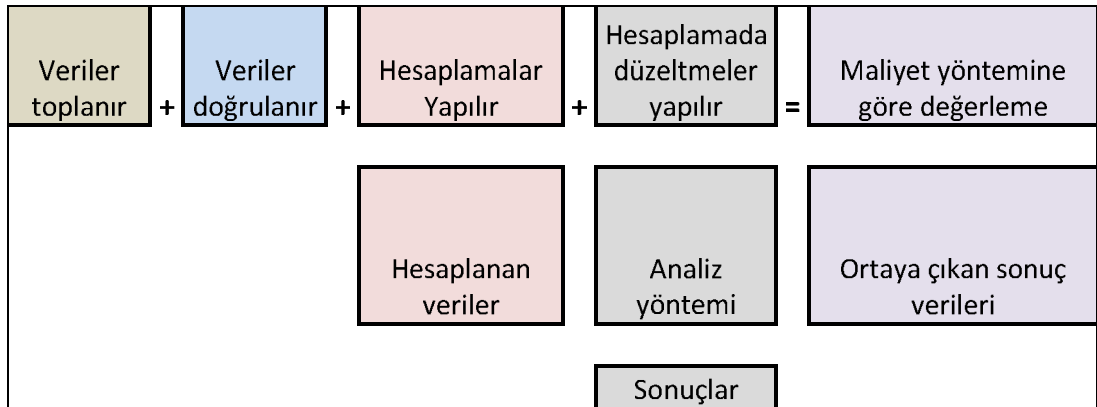 Veriler
toplanır
+
Veriler
doğrulanır
+
Hesaplamalar
Yapılır
+
Hesaplamada
düzeltmeler
yapılır
=
Maliyet yöntemine
göre değerleme
Hesaplanan
veriler
Analiz
yöntemi
Ortaya çıkan sonuç
verileri
Sonuçlar